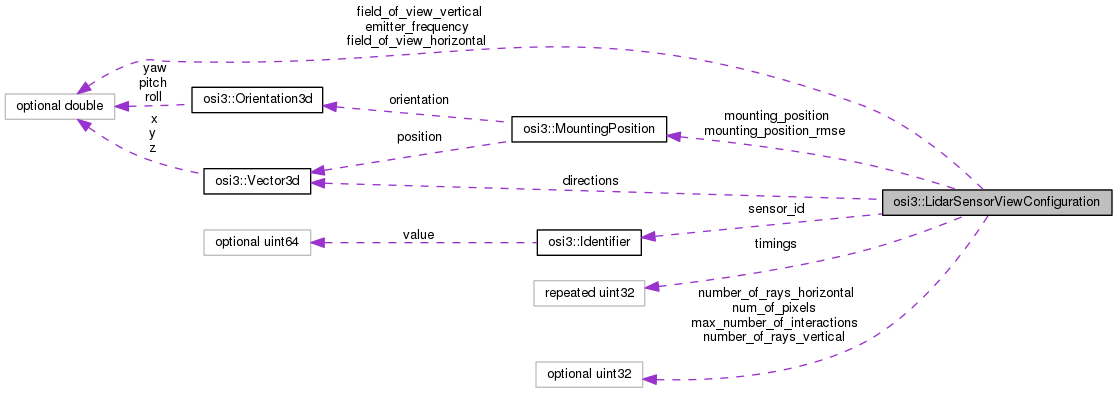 field_of_view_vertical
emitter_frequency
field_of_view_horizontal
yaw
pitch
roll
optional double
osi3::Orientation3d
orientation
x
y
z
mounting_position
mounting_position_rmse
osi3::MountingPosition
position
osi3::Vector3d
directions
osi3::LidarSensorViewConfiguration
sensor_id
optional uint64
value
osi3::Identifier
timings
repeated uint32
number_of_rays_horizontal
num_of_pixels
max_number_of_interactions
number_of_rays_vertical
optional uint32